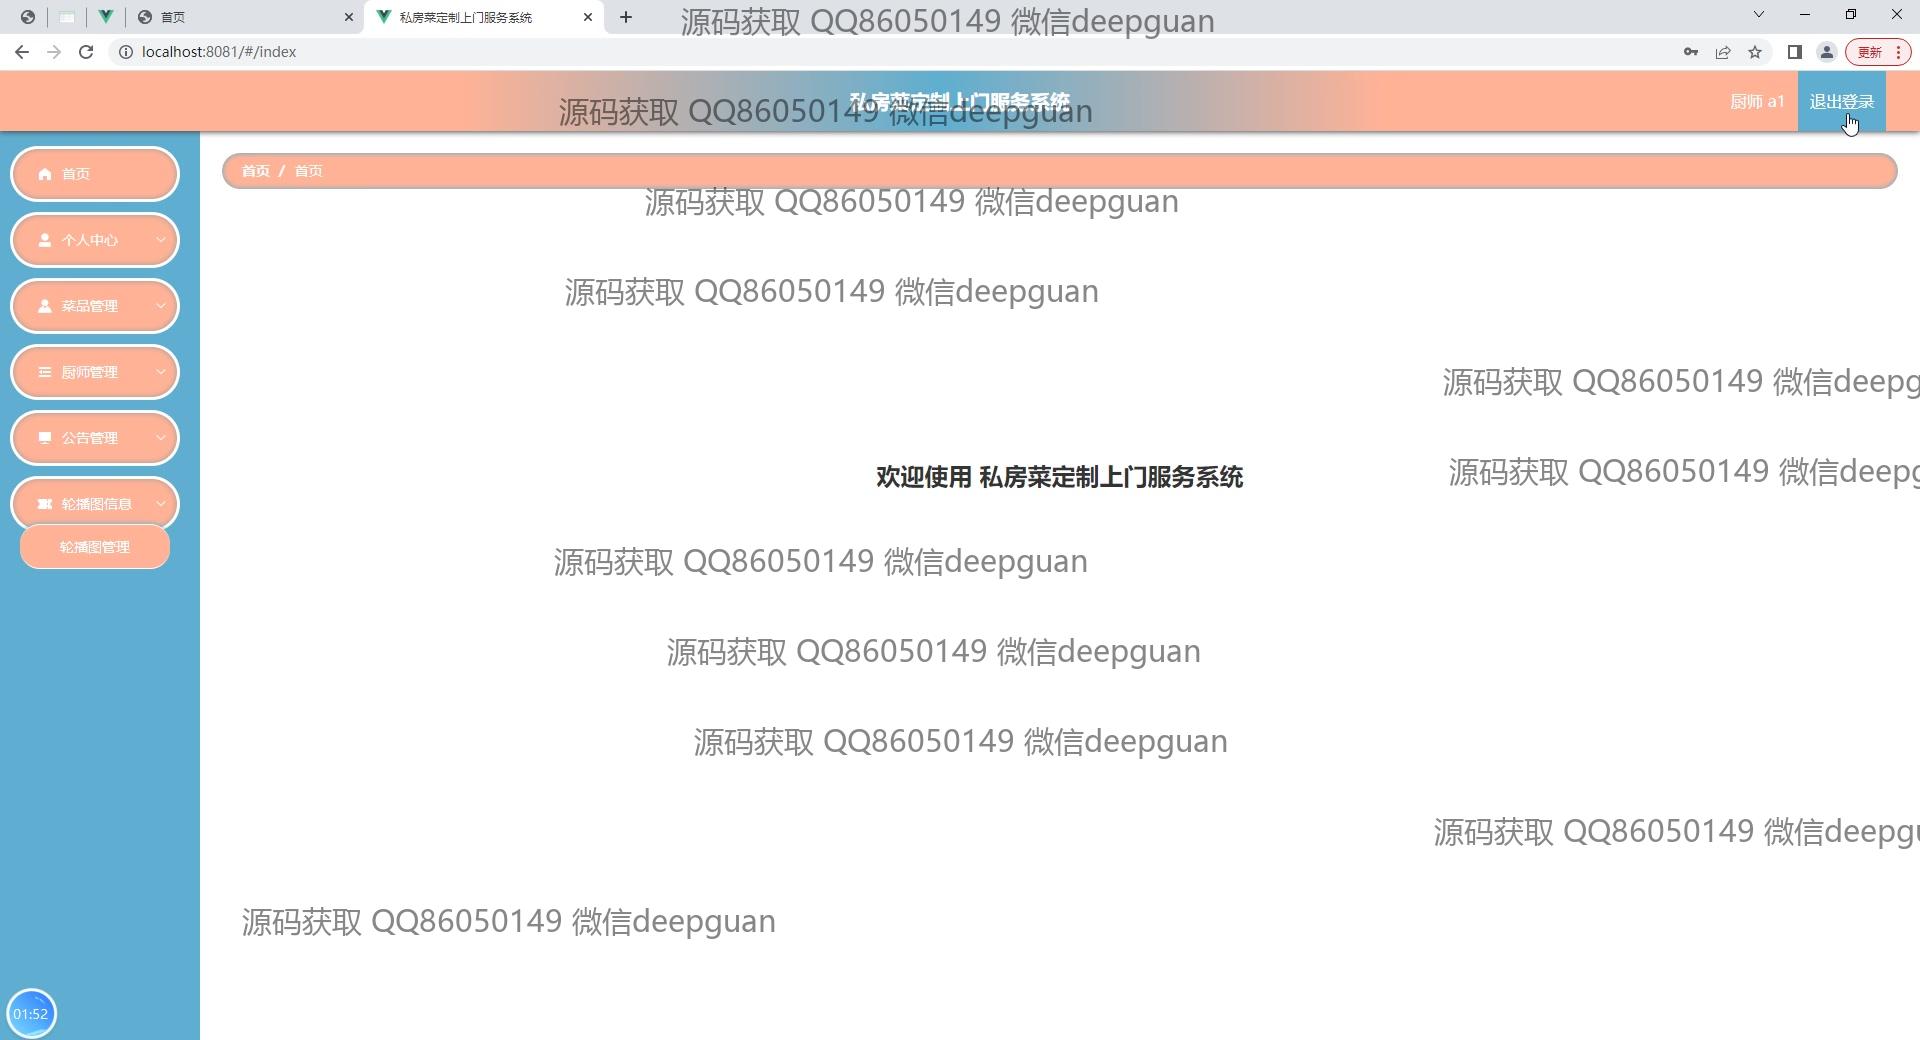 首页
私房菜定制上门服务系统
源码获取 QQ86050149 微信deepguan
localhost:8081/#/index
更新
私房菜定制上门服务系统
源码获取 QQ86050149 微信deepguan
厨师 a1
退出登录
首页
首页 / 首页
源码获取 QQ86050149 微信deepguan
个人中心
源码获取 QQ86050149 微信deepguan
菜品管理
厨师管理
源码获取 QQ86050149 微信deepg
公告管理
欢迎使用 私房菜定制上门服务系统
源码获取 QQ86050149 微信deepg
轮播图信息
轮播图管理
源码获取 QQ86050149 微信deepguan
源码获取 QQ86050149 微信deepguan
源码获取 QQ86050149 微信deepguan
源码获取 QQ86050149 微信deepgu
源码获取 QQ86050149 微信deepguan
01:52